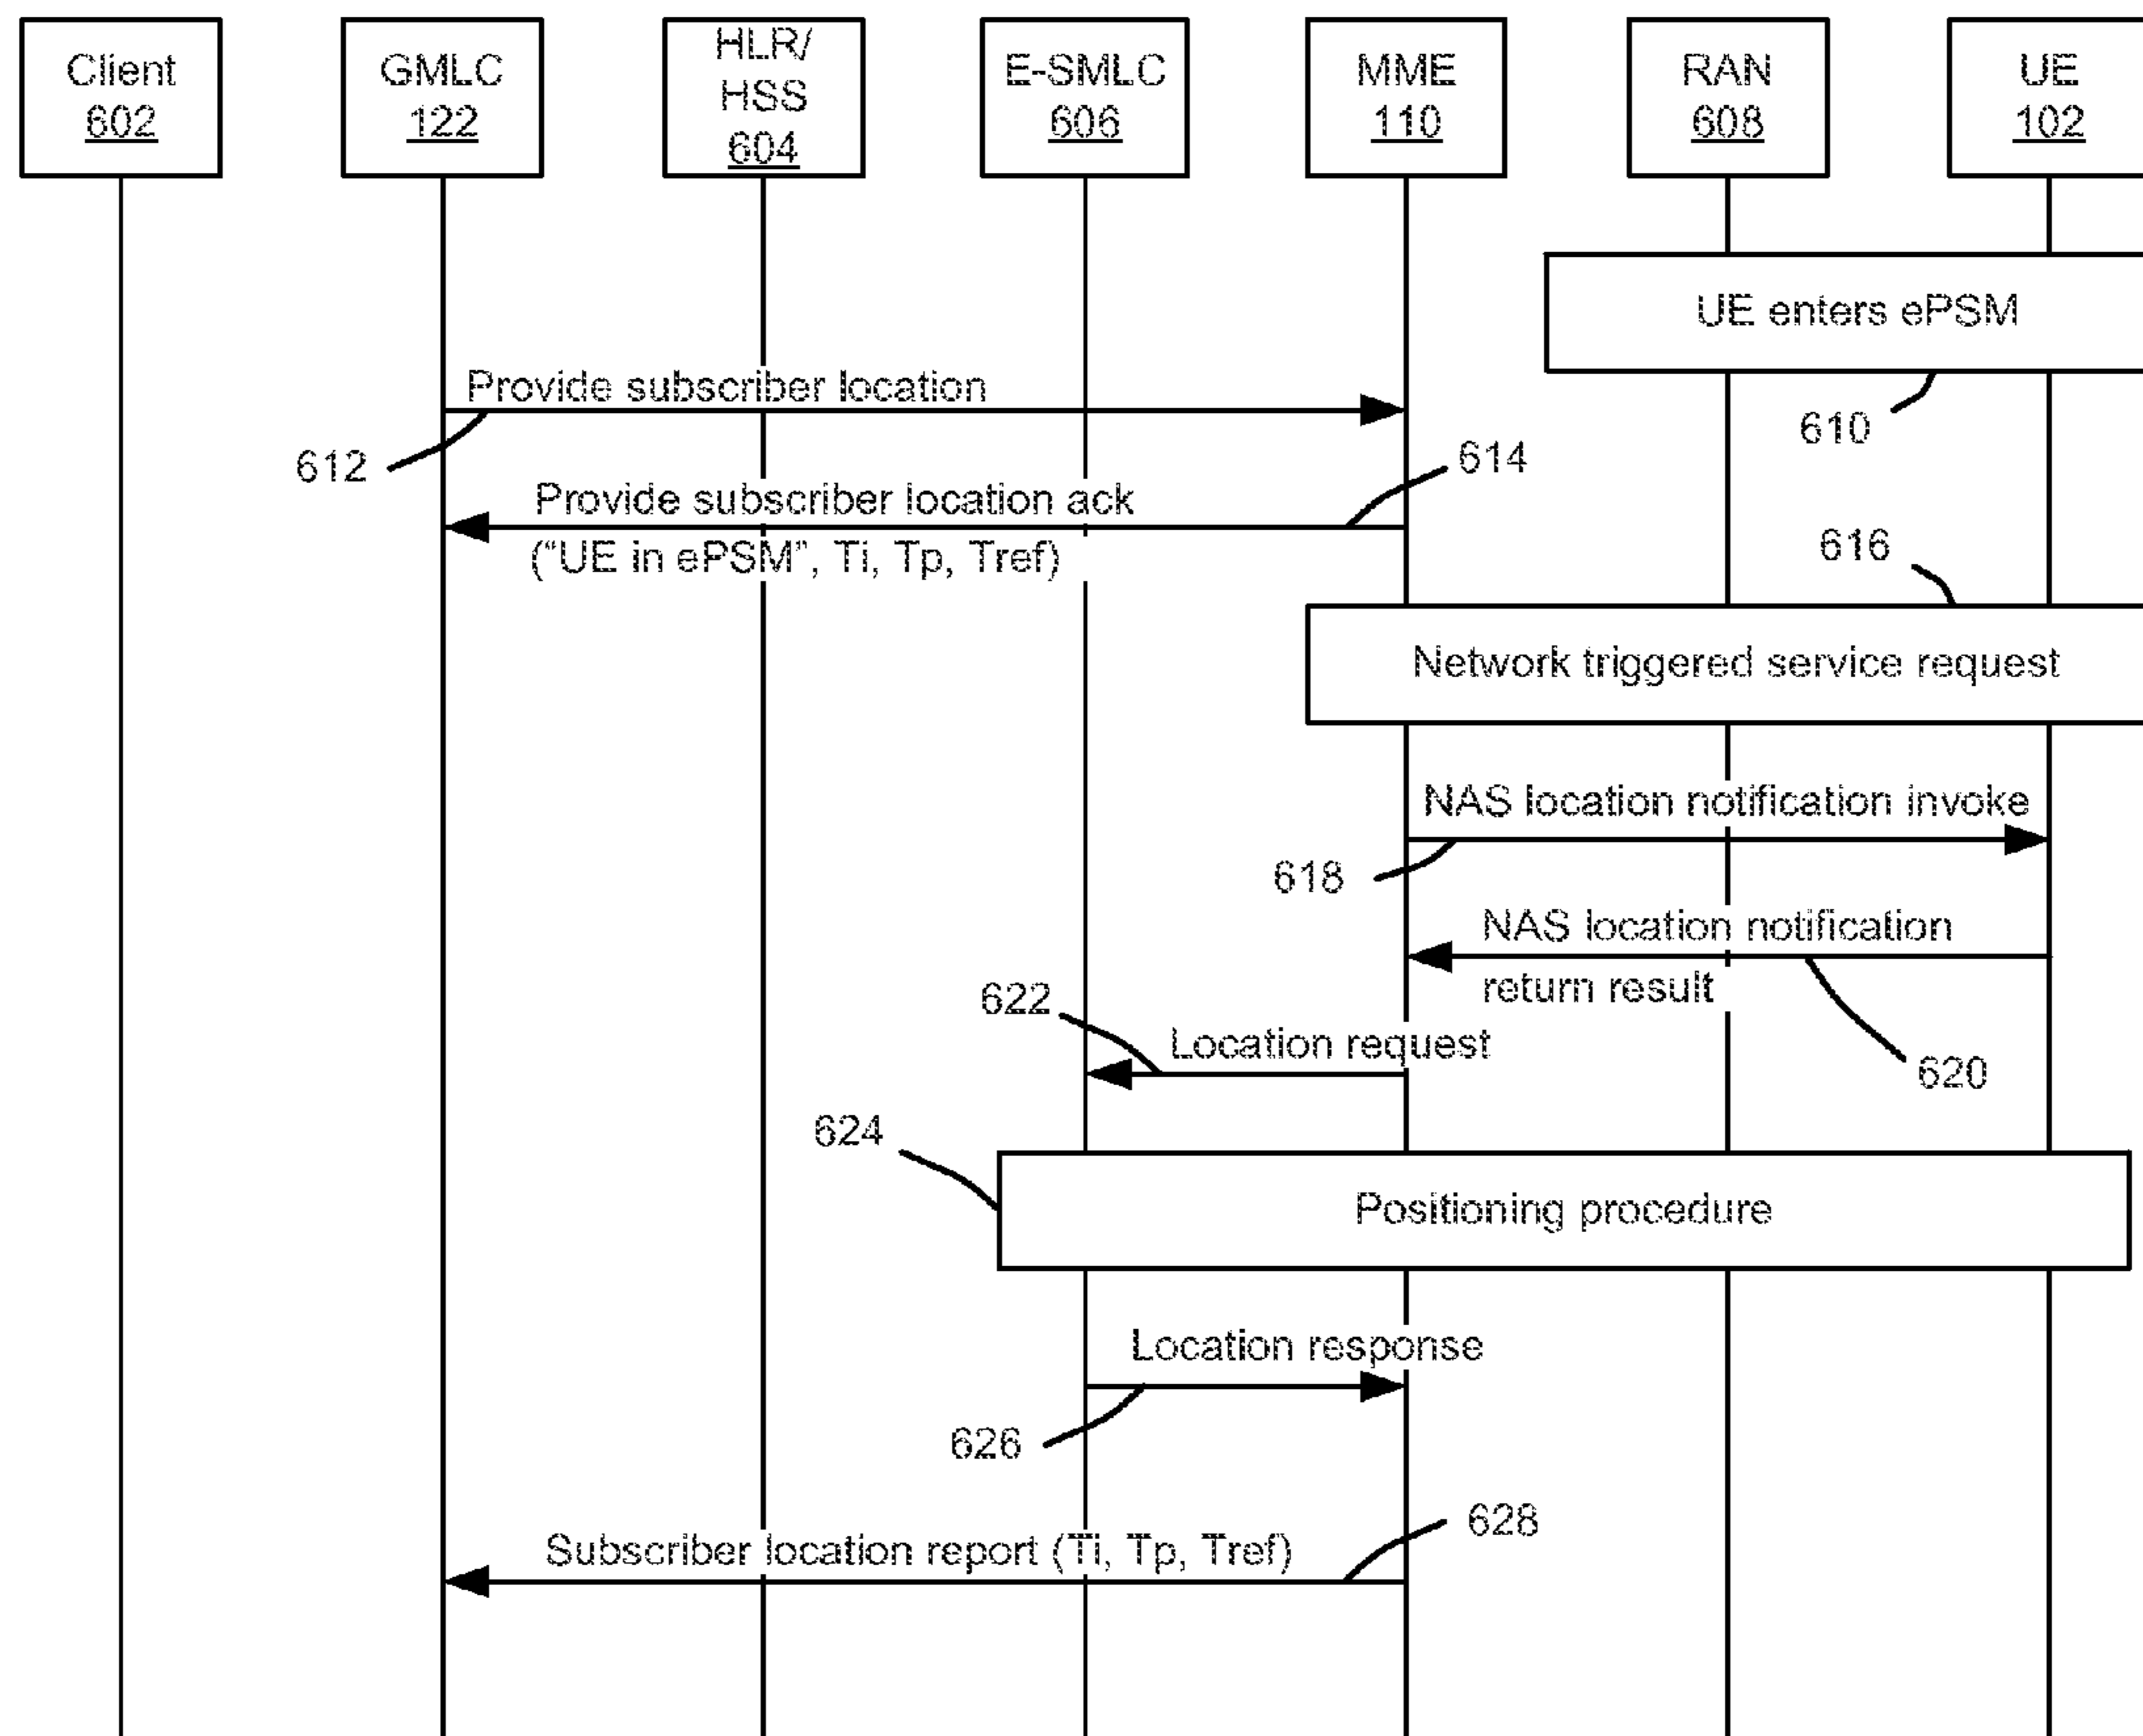 Client
602
GMLC
122
HLR/
HSS
604
E-SMLC
606
MME
110
RAN
608
UE
102
UE enters ePSM
610
Provide subscriber location
612
614
Provide subscriber location ack
("UE in ePSM", Ti, Tp, Tref)
616
Network triggered service request
NAS location notification invoke
618
NAS location notification
return result
620
622
Location request
624
Positioning procedure
Location response
626
628
Subscriber location report (Ti, Tp, Tref)